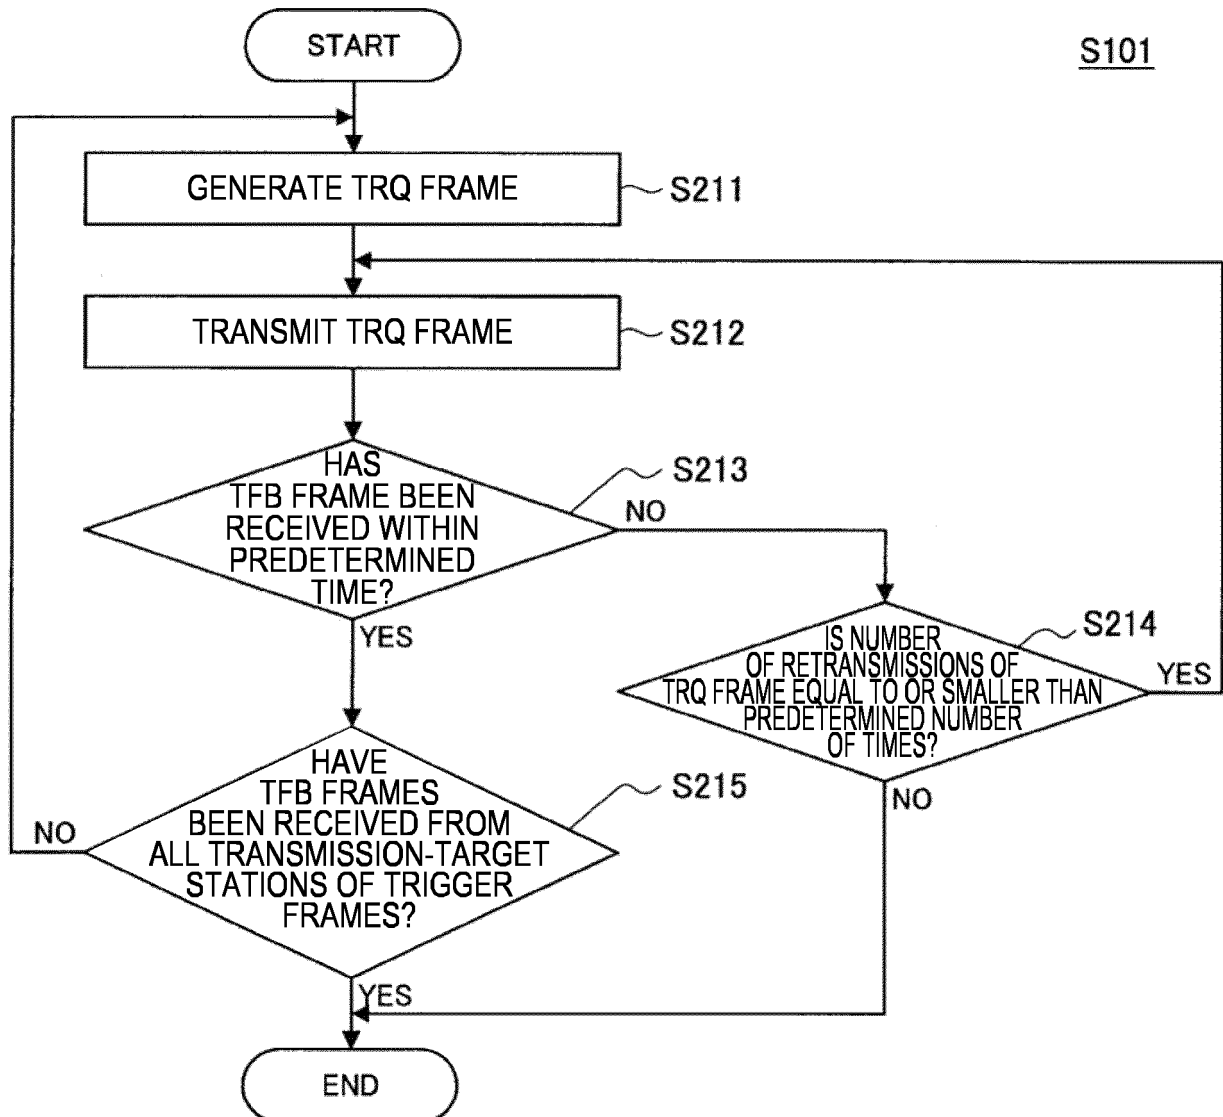 START
S101
GENERATE TRQ FRAME
S211
TRANSMIT TRQ FRAME
S212
HAS
TFB FRAME BEEN
RECEIVED WITHIN
PREDETERMINED
TIME?
S213
NO
YES
IS NUMBER
OF RETRANSMISSIONS OF
TRQ FRAME EQUAL TO OR SMALLER THAN
PREDETERMINED NUMBER
OF TIMES?
S214
YES
NO
HAVE
TFB FRAMES
BEEN RECEIVED FROM
ALL TRANSMISSION-TARGET
STATIONS OF TRIGGER
FRAMES?
S215
NO
YES
END